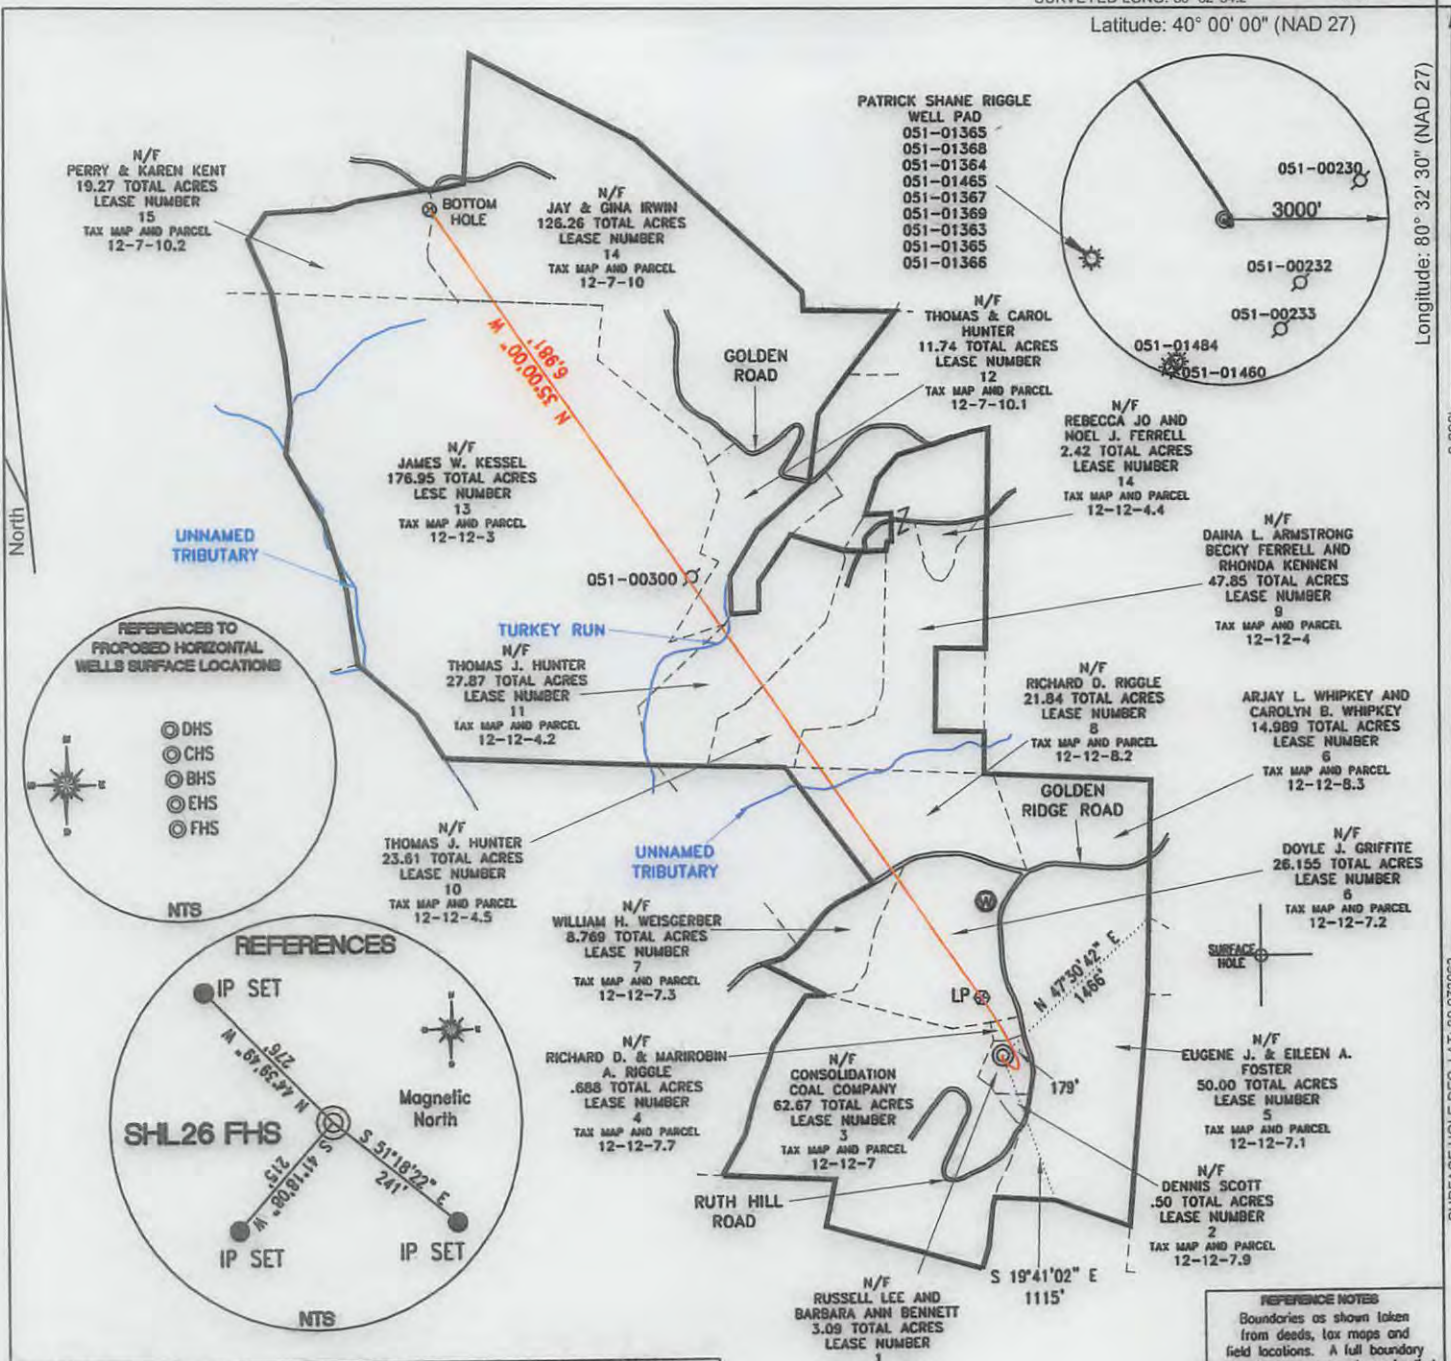 Latitude: 40° 00' 00" (NAD 27)
Longitude: 80° 32' 30" (NAD 27)
PATRICK SHANE RIGGLE
WELL PAD
051-01365
051-01368
051-01364
051-01465
051-01367
051-01369
051-01363
051-01365
051-01366
051-00230
3000'
051-00232
051-00233
051-01484
051-01460
N/F
PERRY & KAREN KENT
19.27 TOTAL ACRES
LEASE NUMBER
15
TAX MAP AND PARCEL
12-7-10.2
BOTTOM
HOLE
N/F
JAY & GINA IRWIN
126.26 TOTAL ACRES
LEASE NUMBER
14
TAX MAP AND PARCEL
12-7-10
N/F
THOMAS & CAROL
HUNTER
11.74 TOTAL ACRES
LEASE NUMBER
12
TAX MAP AND PARCEL
12-7-10.1
GOLDEN
ROAD
N 35°00'00" W
6,981'
N/F
REBECCA JO AND
NOEL J. FERRELL
2.42 TOTAL ACRES
LEASE NUMBER
14
TAX MAP AND PARCEL
12-12-4.4
N/F
JAMES W. KESSEL
176.95 TOTAL ACRES
LESE NUMBER
13
TAX MAP AND PARCEL
12-12-3
North
UNNAMED
TRIBUTARY
N/F
DAINA L. ARMSTRONG
BECKY FERRELL AND
RHONDA KENNEN
47.85 TOTAL ACRES
LEASE NUMBER
9
TAX MAP AND PARCEL
12-12-4
051-00300
TURKEY RUN
REFERENCES TO
PROPOSED HORIZONTAL
WELLS SURFACE LOCATIONS
DHS
CHS
BHS
EHS
FHS
NTS
N/F
THOMAS J. HUNTER
27.87 TOTAL ACRES
LEASE NUMBER
11
TAX MAP AND PARCEL
12-12-4.2
N/F
RICHARD D. RIGGLE
21.84 TOTAL ACRES
LEASE NUMBER
8
TAX MAP AND PARCEL
12-12-8.2
ARJAY L. WHIPKEY AND
CAROLYN B. WHIPKEY
14.989 TOTAL ACRES
LEASE NUMBER
6
TAX MAP AND PARCEL
12-12-8.3
GOLDEN
RIDGE ROAD
N/F
THOMAS J. HUNTER
23.61 TOTAL ACRES
LEASE NUMBER
10
TAX MAP AND PARCEL
12-12-4.5
UNNAMED
TRIBUTARY
N/F
DOYLE J. GRIFFITE
26.155 TOTAL ACRES
LEASE NUMBER
6
TAX MAP AND PARCEL
12-12-7.2
W
N/F
WILLIAM H. WEISGERBER
8.769 TOTAL ACRES
LEASE NUMBER
7
TAX MAP AND PARCEL
12-12-7.3
SURFACE
HOLE
LP
N 47°30'42" E
1466'
REFERENCES
IP SET
N 44°39'49" W
276'
Magnetic
North
SHL26 FHS
S 51°18'22" E
241'
S 41°18'06" W
215'
IP SET
IP SET
NTS
N/F
RICHARD D. & MARIROBIN
A. RIGGLE
.688 TOTAL ACRES
LEASE NUMBER
4
TAX MAP AND PARCEL
12-12-7.7
N/F
CONSOLIDATION
COAL COMPANY
62.67 TOTAL ACRES
LEASE NUMBER
3
TAX MAP AND PARCEL
12-12-7
179'
N/F
EUGENE J. & EILEEN A.
FOSTER
50.00 TOTAL ACRES
LEASE NUMBER
5
TAX MAP AND PARCEL
12-12-7.1
N/F
DENNIS SCOTT
.50 TOTAL ACRES
LEASE NUMBER
2
TAX MAP AND PARCEL
12-12-7.9
RUTH HILL
ROAD
S 19°41'02" E
1115'
N/F
RUSSELL LEE AND
BARBARA ANN BENNETT
3.09 TOTAL ACRES
LEASE NUMBER
1
REFERENCE NOTES
Boundaries as shown taken
from deeds, tax maps and
field locations. A full boundary